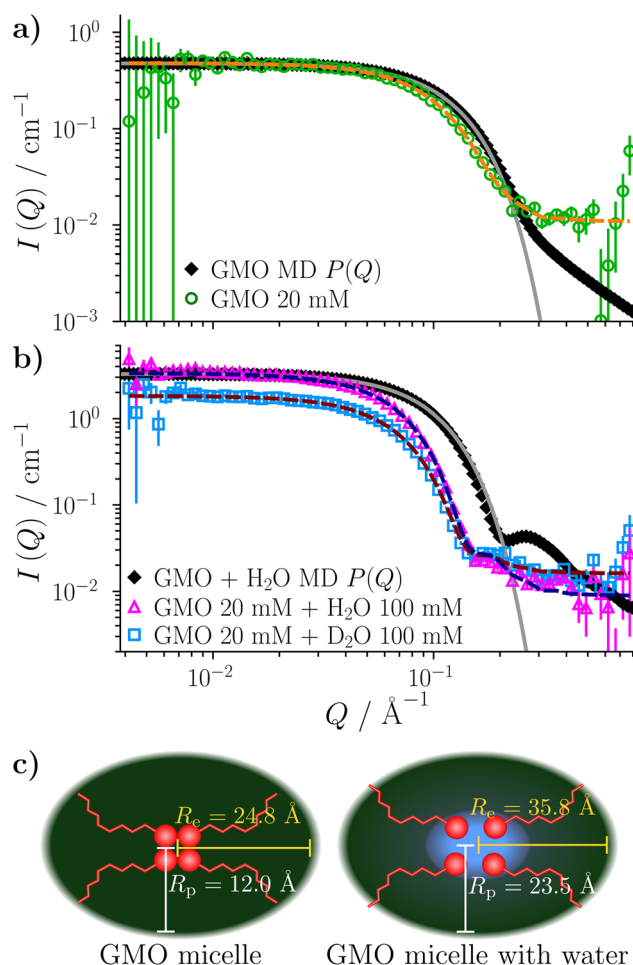 a)
10⁰
10⁻¹
10⁻²
10⁻³
I (Q) / cm⁻¹
GMO MD P(Q)
GMO 20 mM
b)
10⁰
10⁻¹
10⁻²
I (Q) / cm⁻¹
GMO + H₂O MD P(Q)
GMO 20 mM + H₂O 100 mM
GMO 20 mM + D₂O 100 mM
10⁻² 10⁻¹
Q / Å⁻¹
c)
Rₑ = 24.8 Å
Rₚ = 12.0 Å
GMO micelle
Rₑ = 35.8 Å
Rₚ = 23.5 Å
GMO micelle with water